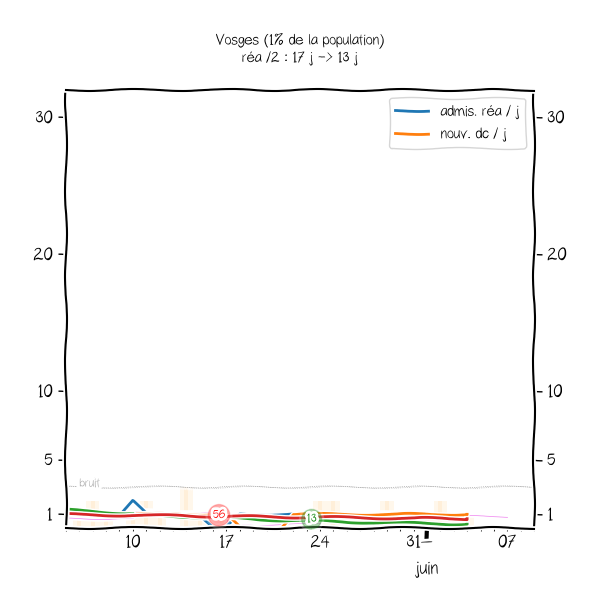 Vosges (1% de la population)
réa /2 : 17 j -> 13 j
admis. réa / j
nouv. dc / j
30 30
20 20
10 10
5 5
bruit
1 1
56
13
10 17 24 31 07
juin